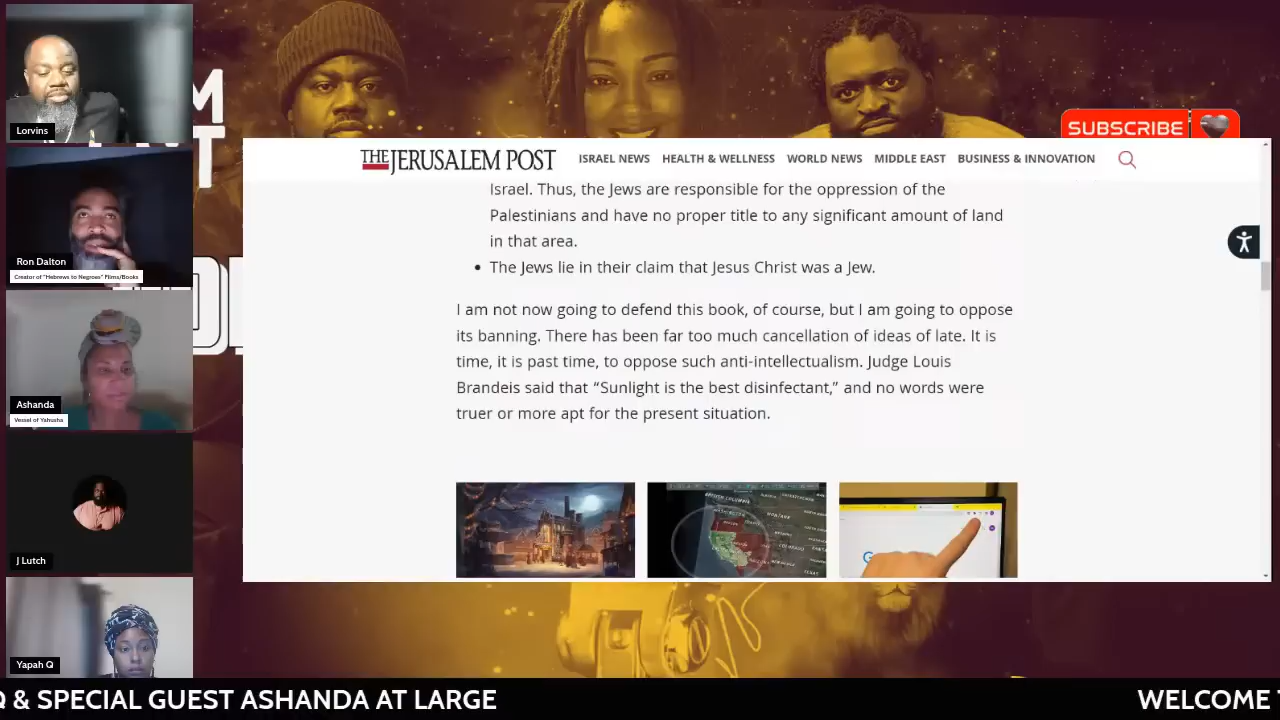 Lorvins
Ron Dalton
Creator of "Hebrews to Negroes" Films/Books
Ashanda
Vessel of Yahusha
J Lutch
Yapah Q
SUBSCRIBE
THE JERUSALEM POST
ISRAEL NEWS HEALTH & WELLNESS WORLD NEWS MIDDLE EAST BUSINESS & INNOVATION
Israel. Thus, the Jews are responsible for the oppression of the
Palestinians and have no proper title to any significant amount of land
in that area.
• The Jews lie in their claim that Jesus Christ was a Jew.
I am not now going to defend this book, of course, but I am going to oppose
its banning. There has been far too much cancellation of ideas of late. It is
time, it is past time, to oppose such anti-intellectualism. Judge Louis
Brandeis said that “Sunlight is the best disinfectant,” and no words were
truer or more apt for the present situation.
Q & SPECIAL GUEST ASHANDA AT LARGE
WELCOME